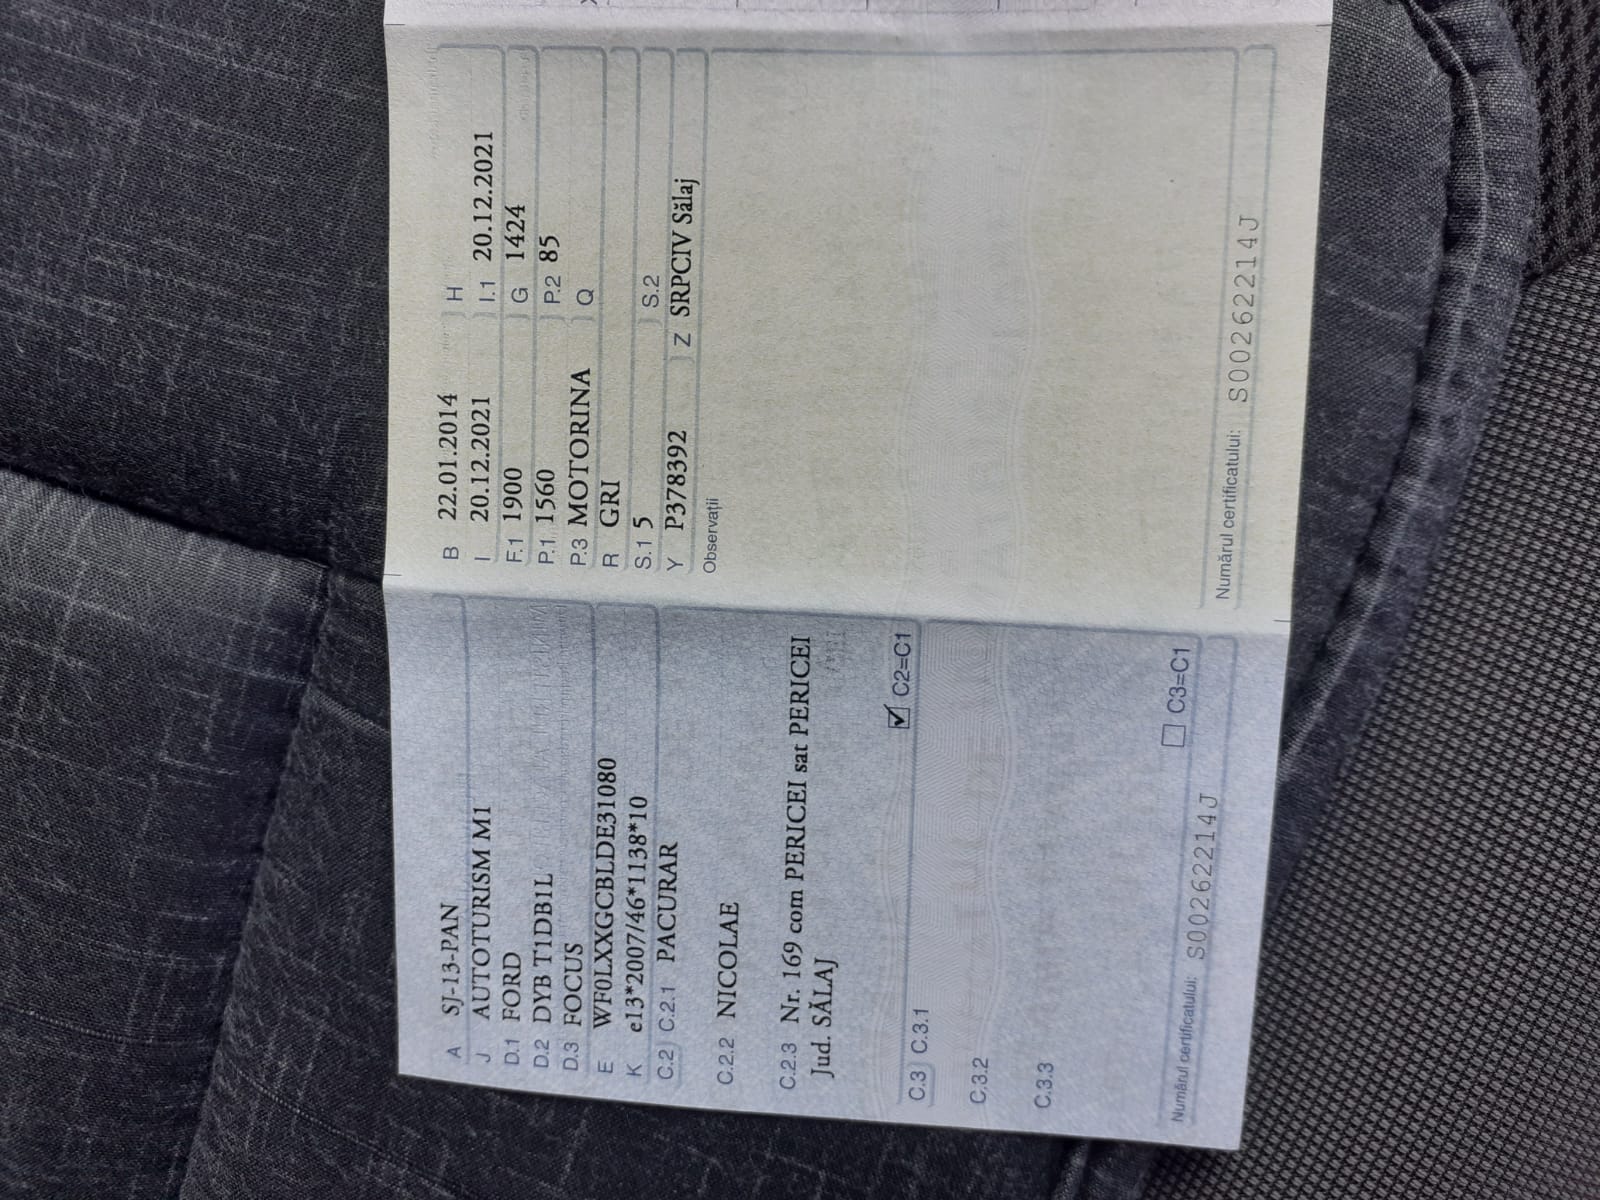 A SJ-13-PAN
J AUTOTURISM M1
D.1 FORD
D.2 DYB T1DB1L
D.3 FOCUS
E WF0LXXGCBLDE31080
K e13*2007/46*1138*10
C.2 C.2.1 PACURAR
C.2.2 NICOLAE
C.2.3 Nr. 169 com PERICEI sat PERICEI
Jud. SĂLAJ
C2=C1
C.3 C.3.1
C.3.2
C.3.3
C3=C1
Numărul certificatului: S00262214J
B 22.01.2014 H
I 20.12.2021 I.1 20.12.2021
F.1 1900 G 1424
P.1 1560 P.2 85
P.3 MOTORINA Q
R GRI
S.1 5 S.2
Y P378392 Z SRPCIV Sălaj
Observații
Numărul certificatului: S00262214J